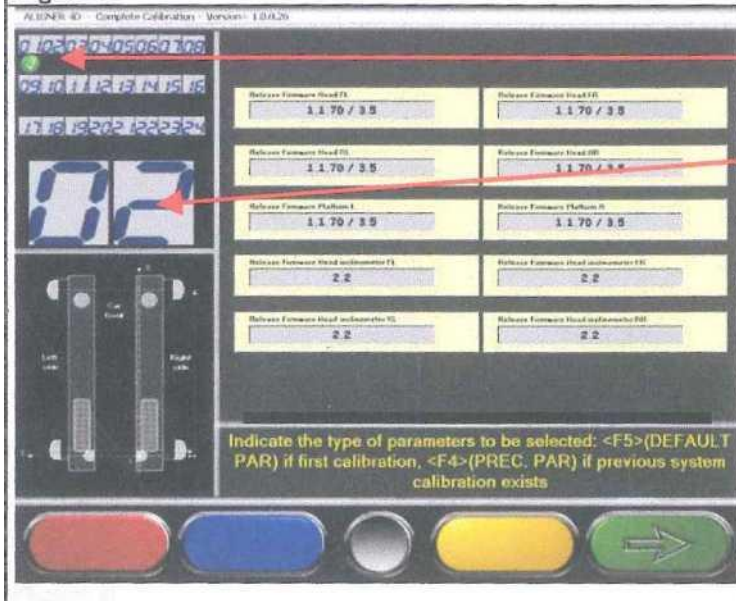 ALIGNER 4D - Complete Calibration - Version - 1.0.0.26
01 02 03 04 05 06 07 08
09 10 11 12 13 14 15 16
17 18 19 20 21 22 23 24
02
Release Firmware Head FL
1.1.70 / 3.5
Release Firmware Head FR
1.1.70 / 3.5
Release Firmware Head RL
1.1.70 / 3.5
Release Firmware Head RR
1.1.70 / 3.5
Release Firmware Platform L
1.1.70 / 3.5
Release Firmware Platform R
1.1.70 / 3.5
Release Firmware Head inclinometer FL
2.2
Release Firmware Head inclinometer FR
2.2
Release Firmware Head inclinometer RL
2.2
Release Firmware Head inclinometer RR
2.2
Left
side
Right
side
Indicate the type of parameters to be selected: <F5>(DEFAULT
PAR) if first calibration, <F4>(PREC. PAR) if previous system
calibration exists